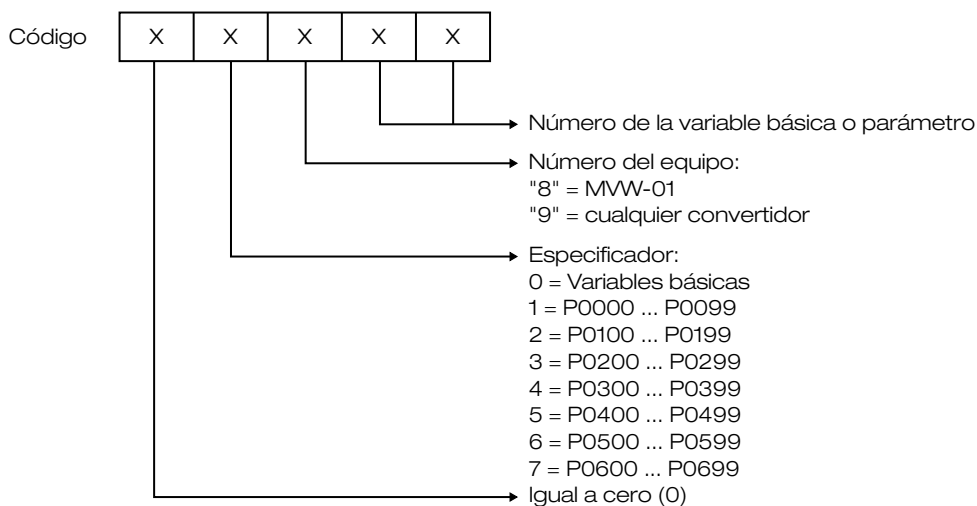 Código X X X X X
Número de la variable básica o parámetro
Número del equipo:
"8" = MVW-01
"9" = cualquier convertidor
Especificador:
0 = Variables básicas
1 = P0000 ... P0099
2 = P0100 ... P0199
3 = P0200 ... P0299
4 = P0300 ... P0399
5 = P0400 ... P0499
6 = P0500 ... P0599
7 = P0600 ... P0699
Igual a cero (0)